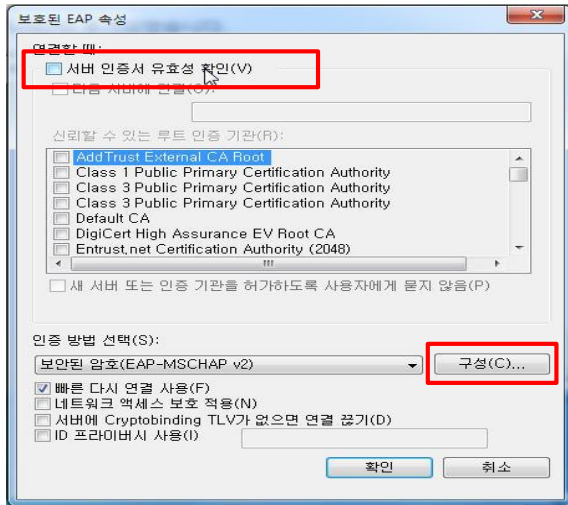 보호된 EAP 속성
연결할 때:
서버 인증서 유효성 확인(V)
다음 서버에 연결(O):
신뢰할 수 있는 루트 인증 기관(R):
AddTrust External CA Root
Class 1 Public Primary Certification Authority
Class 3 Public Primary Certification Authority
Class 3 Public Primary Certification Authority
Default CA
DigiCert High Assurance EV Root CA
Entrust.net Certification Authority (2048)
새 서버 또는 인증 기관을 허가하도록 사용자에게 묻지 않음(P)
인증 방법 선택(S):
보안된 암호(EAP-MSCHAP v2)
구성(C)...
빠른 다시 연결 사용(F)
네트워크 액세스 보호 적용(N)
서버에 Cryptobinding TLV가 없으면 연결 끊기(D)
ID 프라이버시 사용(I)
확인
취소